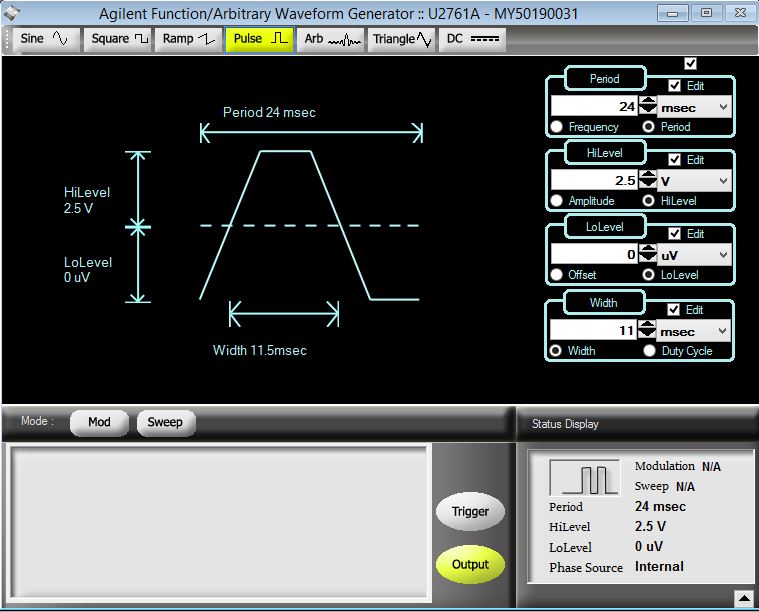 Agilent Function/Arbitrary Waveform Generator :: U2761A - MY50190031
Sine Square Ramp Pulse Arb Triangle DC
Period
Edit
24 msec
Frequency Period
Period 24 msec
HiLevel
Edit
2.5 V
Amplitude HiLevel
HiLevel
2.5 V
LoLevel
Edit
0 uV
Offset LoLevel
LoLevel
0 uV
Width
Edit
11 msec
Width Duty Cycle
Width 11.5msec
Mode : Mod Sweep
Status Display
Trigger
Output
Modulation N/A
Sweep N/A
Period 24 msec
HiLevel 2.5 V
LoLevel 0 uV
Phase Source Internal